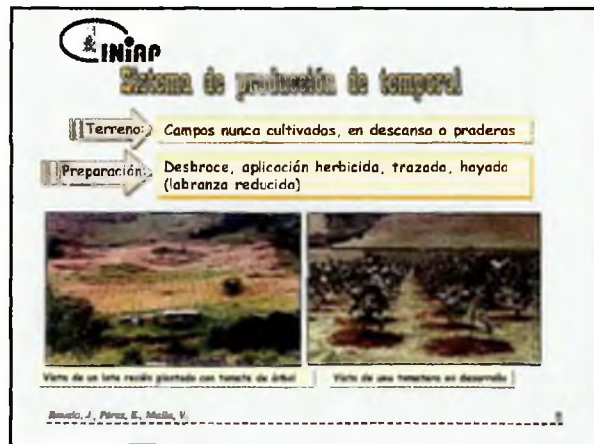 INIAP
Sistema de producción de temporal
Terreno:
Campos nunca cultivados, en descanso o praderas
Preparación:
Desbroce, aplicación herbicida, trazado, hoyado
(labranza reducida)
Vista de un lote recién plantado con tomate de árbol
Vista de una tomatera en desarrollo
J., Pérez, E., V.